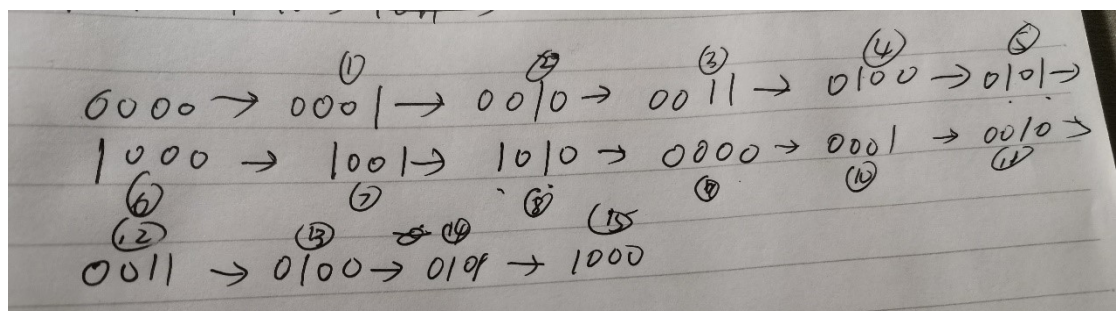 ① ② ③ ④ ⑤
0000 → 0001 → 0010 → 0011 → 0100 → 0101 →
1000 → 1001 → 1010 → 0000 → 0001 → 0010 →
⑥ ⑦ ⑧ ⑨ ⑩ ⑪
⑫ ⑬ ⑭ ⑮
0011 → 0100 → 0101 → 1000